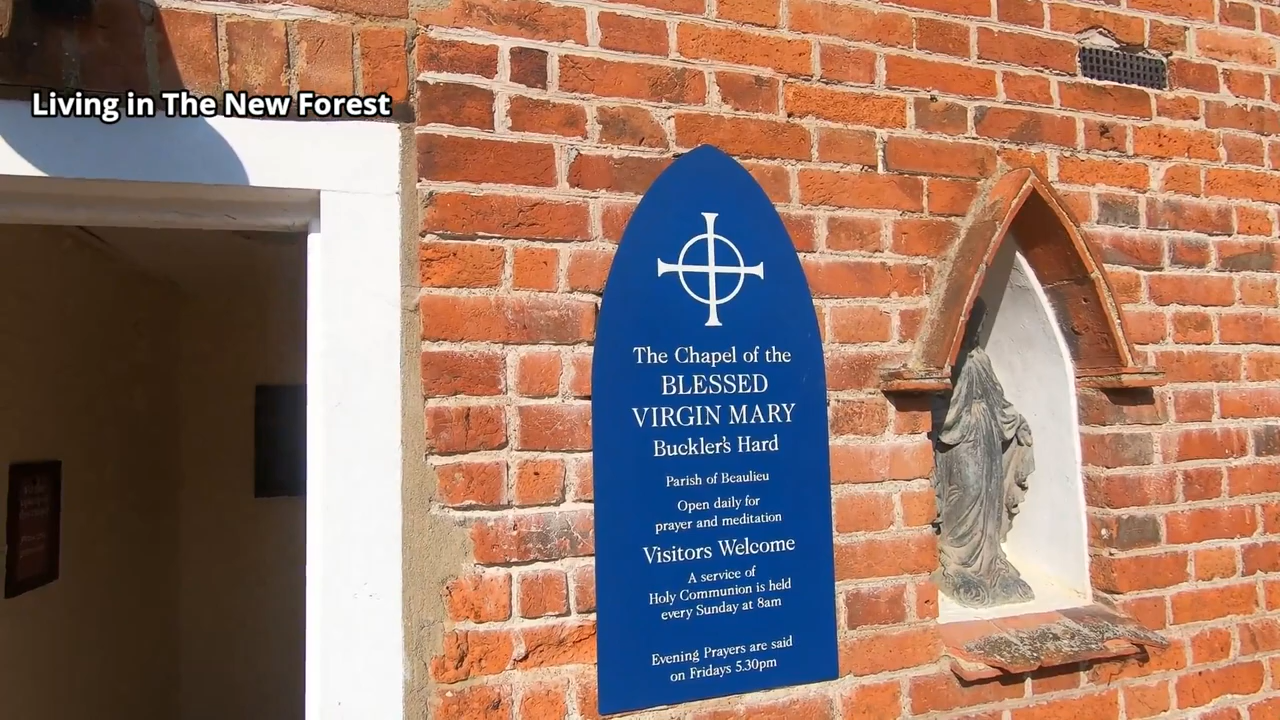 Living in The New Forest
The Chapel of the
BLESSED
VIRGIN MARY
Buckler's Hard
Parish of Beaulieu
Open daily for
prayer and meditation
Visitors Welcome
A service of
Holy Communion is held
every Sunday at 8am
Evening Prayers are said
on Fridays 5.30pm